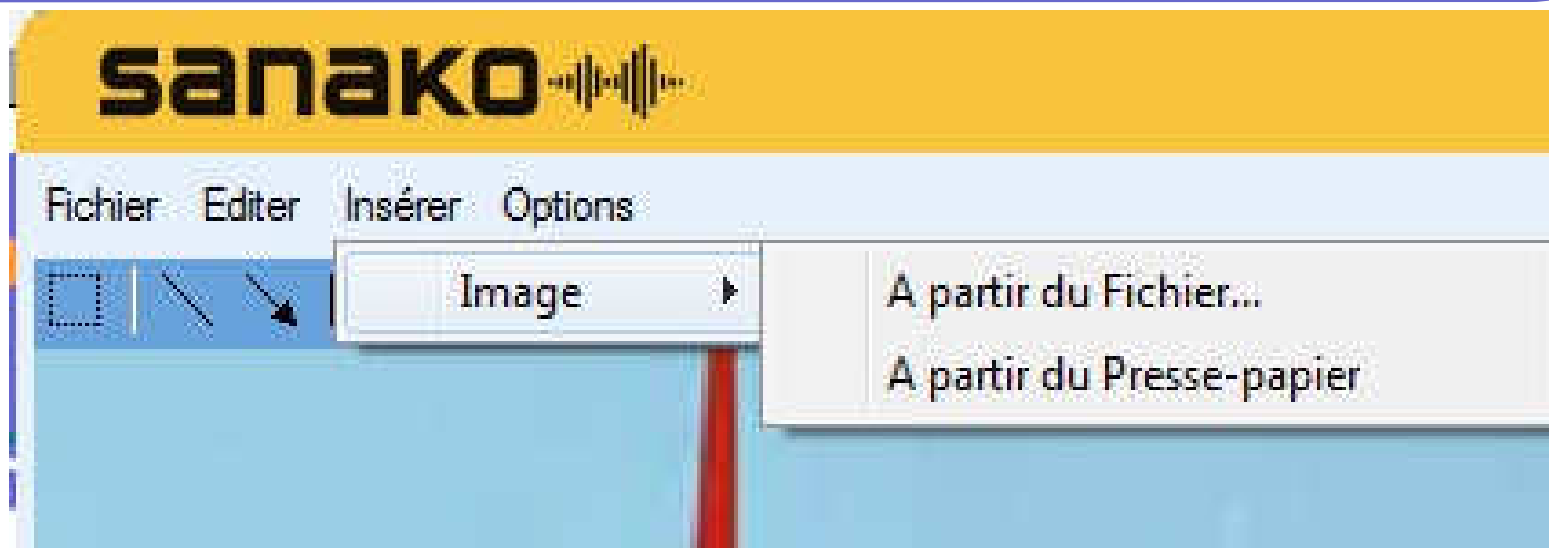 sanako
Fichier Editer Insérer Options
Image A partir du Fichier...
A partir du Presse-papier